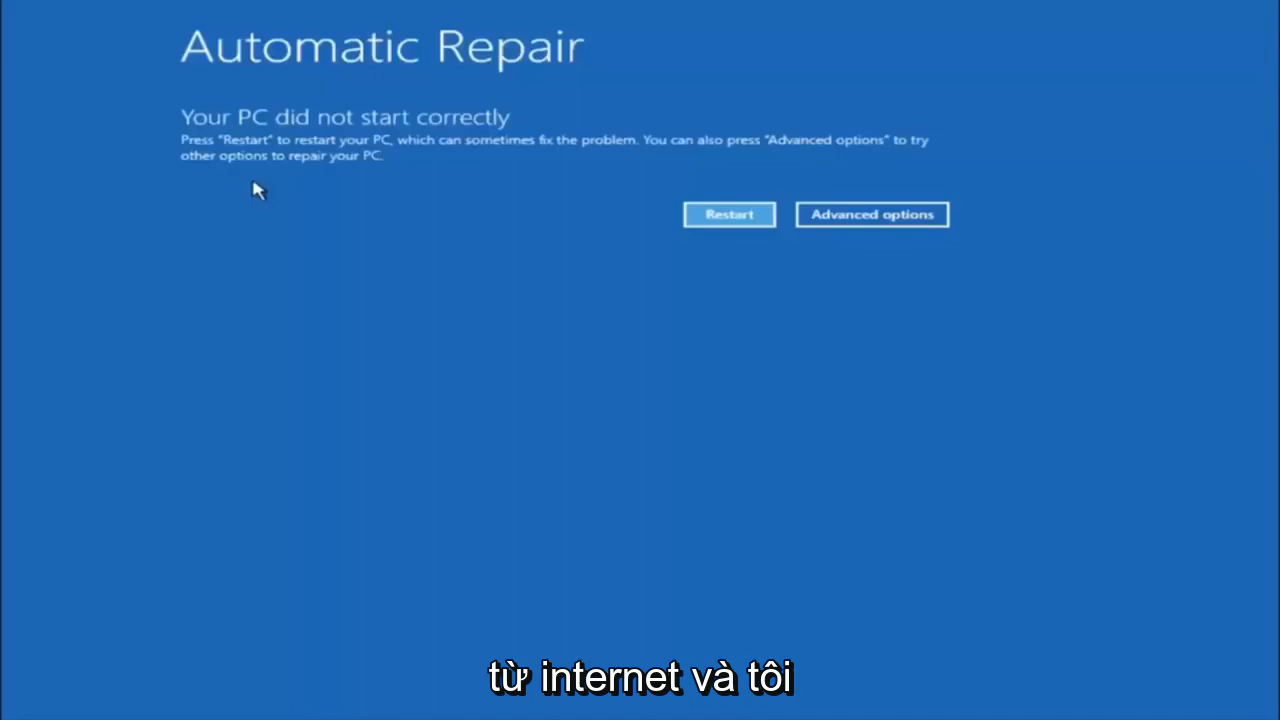 Automatic Repair
Your PC did not start correctly
Press "Restart" to restart your PC, which can sometimes fix the problem. You can also press "Advanced options" to try
other options to repair your PC.
Restart
Advanced options
từ internet và tôi